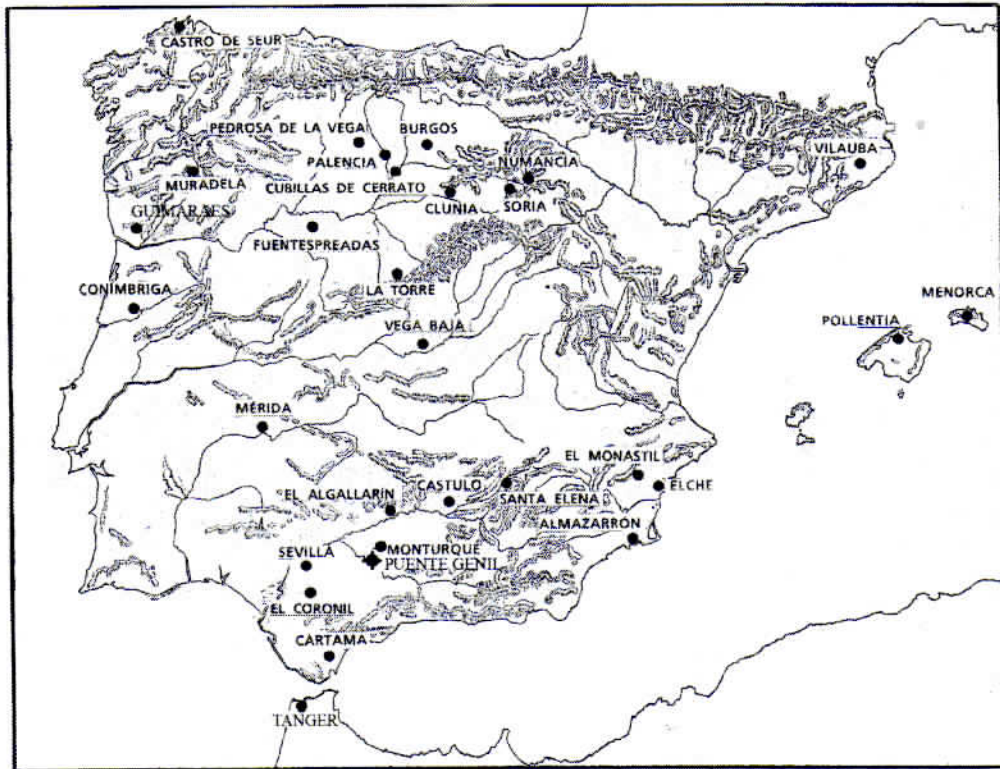 CASTRO DE SEUR
PEDROSA DE LA VEGA
BURGOS
PALENCIA
NUMANCIA
VILAUBA
MURADELA
CUBILLAS DE CERRATO
GUIMARAES
CLUNIA
SORIA
FUENTESPREADAS
CONIMBRIGA
LA TORRE
MENORCA
VEGA BAJA
POLLENTIA
MERIDA
EL MONASTIL
EL ALGALLARIN
CASTULO
SANTA ELENA
ELCHE
ALMAZARRON
SEVILLA
MONTURQUE
PUENTE GENIL
EL CORONIL
CARTAMA
TANGER